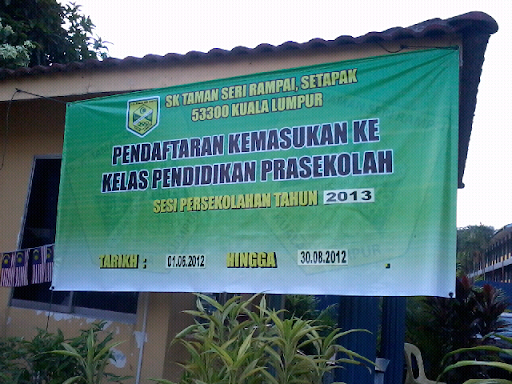 SK TAMAN SERI RAMPAI, SETAPAK
53300 KUALA LUMPUR
PENDAFTARAN KEMASUKAN KE
KELAS PENDIDIKAN PRASEKOLAH
SESI PERSEKOLAHAN TAHUN 2013
TARIKH : 01.06.2012 HINGGA 30.08.2012